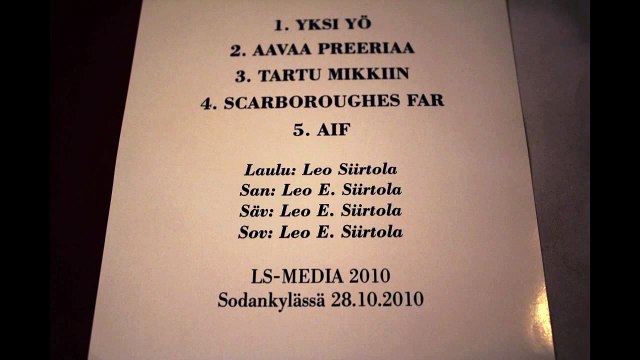 1. YKSI YÖ
2. AAVAA PREERIAA
3. TARTU MIKKIIN
4. SCARBOROUGHES FAR
5. AIF
Laulu: Leo Siirtola
San: Leo E. Siirtola
Säv: Leo E. Siirtola
Sov: Leo E. Siirtola
LS-MEDIA 2010
Sodankylässä 28.10.2010